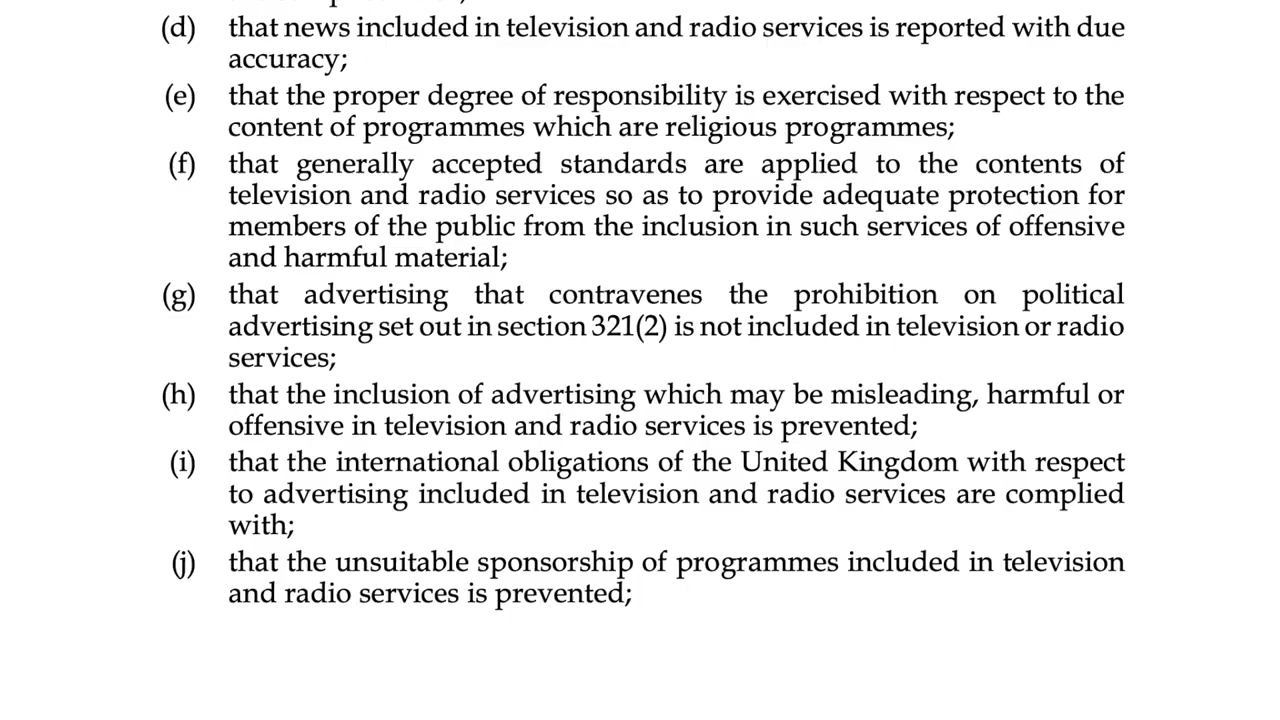 (d) that news included in television and radio services is reported with due
accuracy;
(e) that the proper degree of responsibility is exercised with respect to the
content of programmes which are religious programmes;
(f) that generally accepted standards are applied to the contents of
television and radio services so as to provide adequate protection for
members of the public from the inclusion in such services of offensive
and harmful material;
(g) that advertising that contravenes the prohibition on political
advertising set out in section 321(2) is not included in television or radio
services;
(h) that the inclusion of advertising which may be misleading, harmful or
offensive in television and radio services is prevented;
(i) that the international obligations of the United Kingdom with respect
to advertising included in television and radio services are complied
with;
(j) that the unsuitable sponsorship of programmes included in television
and radio services is prevented;